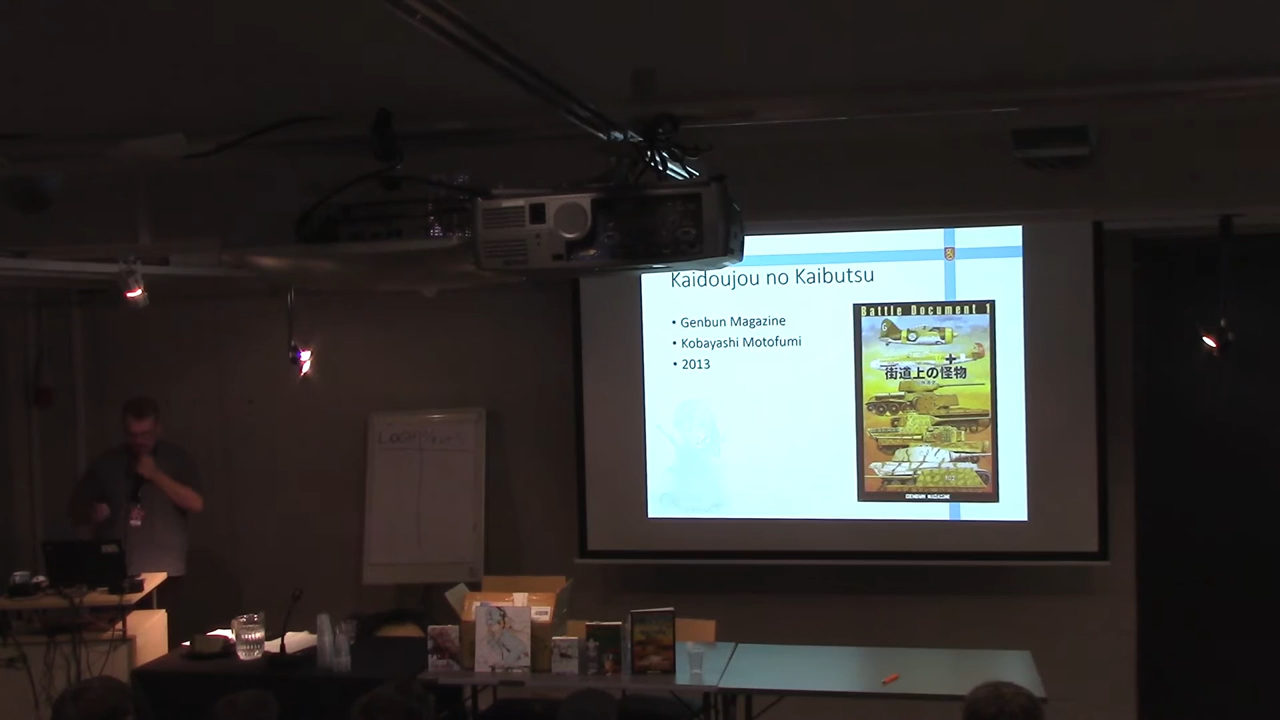 Kaidoujou no Kaibutsu
• Genbun Magazine
• Kobayashi Motofumi
• 2013
Battle Document 1
街道上の怪物
GENBUN MAGAZINE